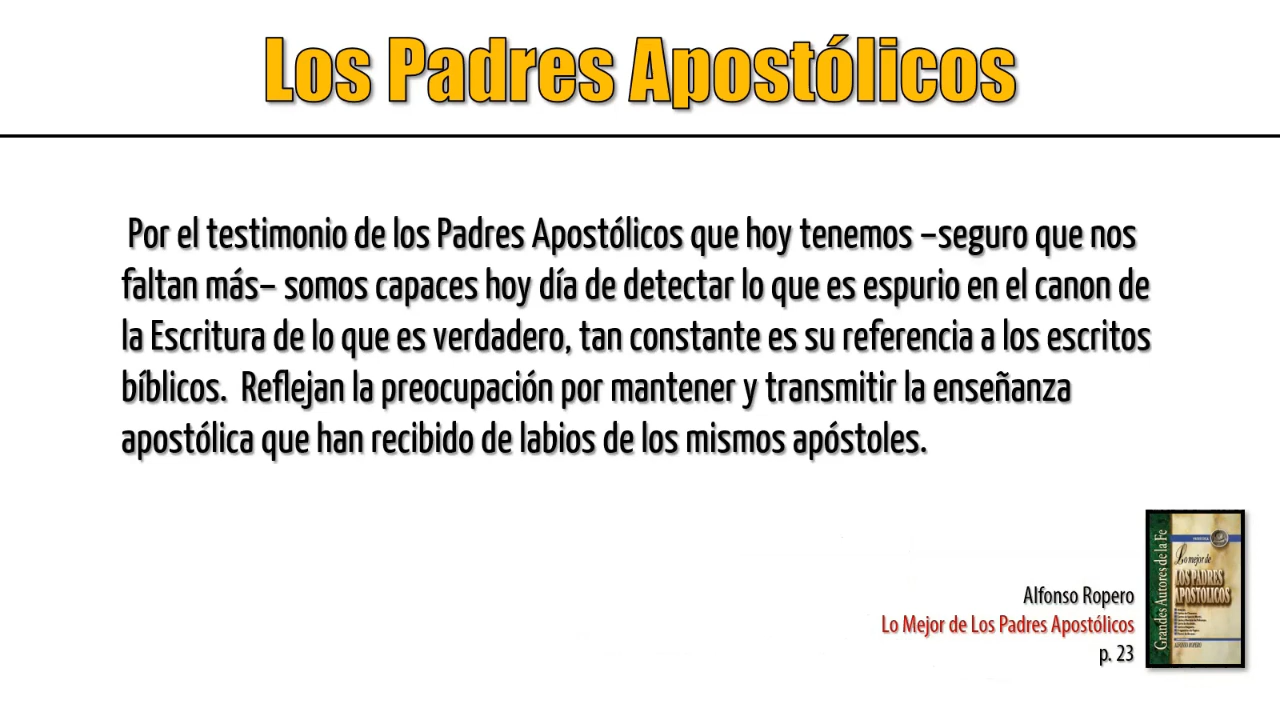 Los Padres Apostólicos
Por el testimonio de los Padres Apostólicos que hoy tenemos –seguro que nos
faltan más– somos capaces hoy día de detectar lo que es espurio en el canon de
la Escritura de lo que es verdadero, tan constante es su referencia a los escritos
bíblicos. Reflejan la preocupación por mantener y transmitir la enseñanza
apostólica que han recibido de labios de los mismos apóstoles.
Alfonso Ropero
Lo Mejor de Los Padres Apostólicos
p. 23
Grandes Autores de la Fe
Lo mejor de
LOS PADRES
APOSTOLICOS
ALFONSO ROPERO